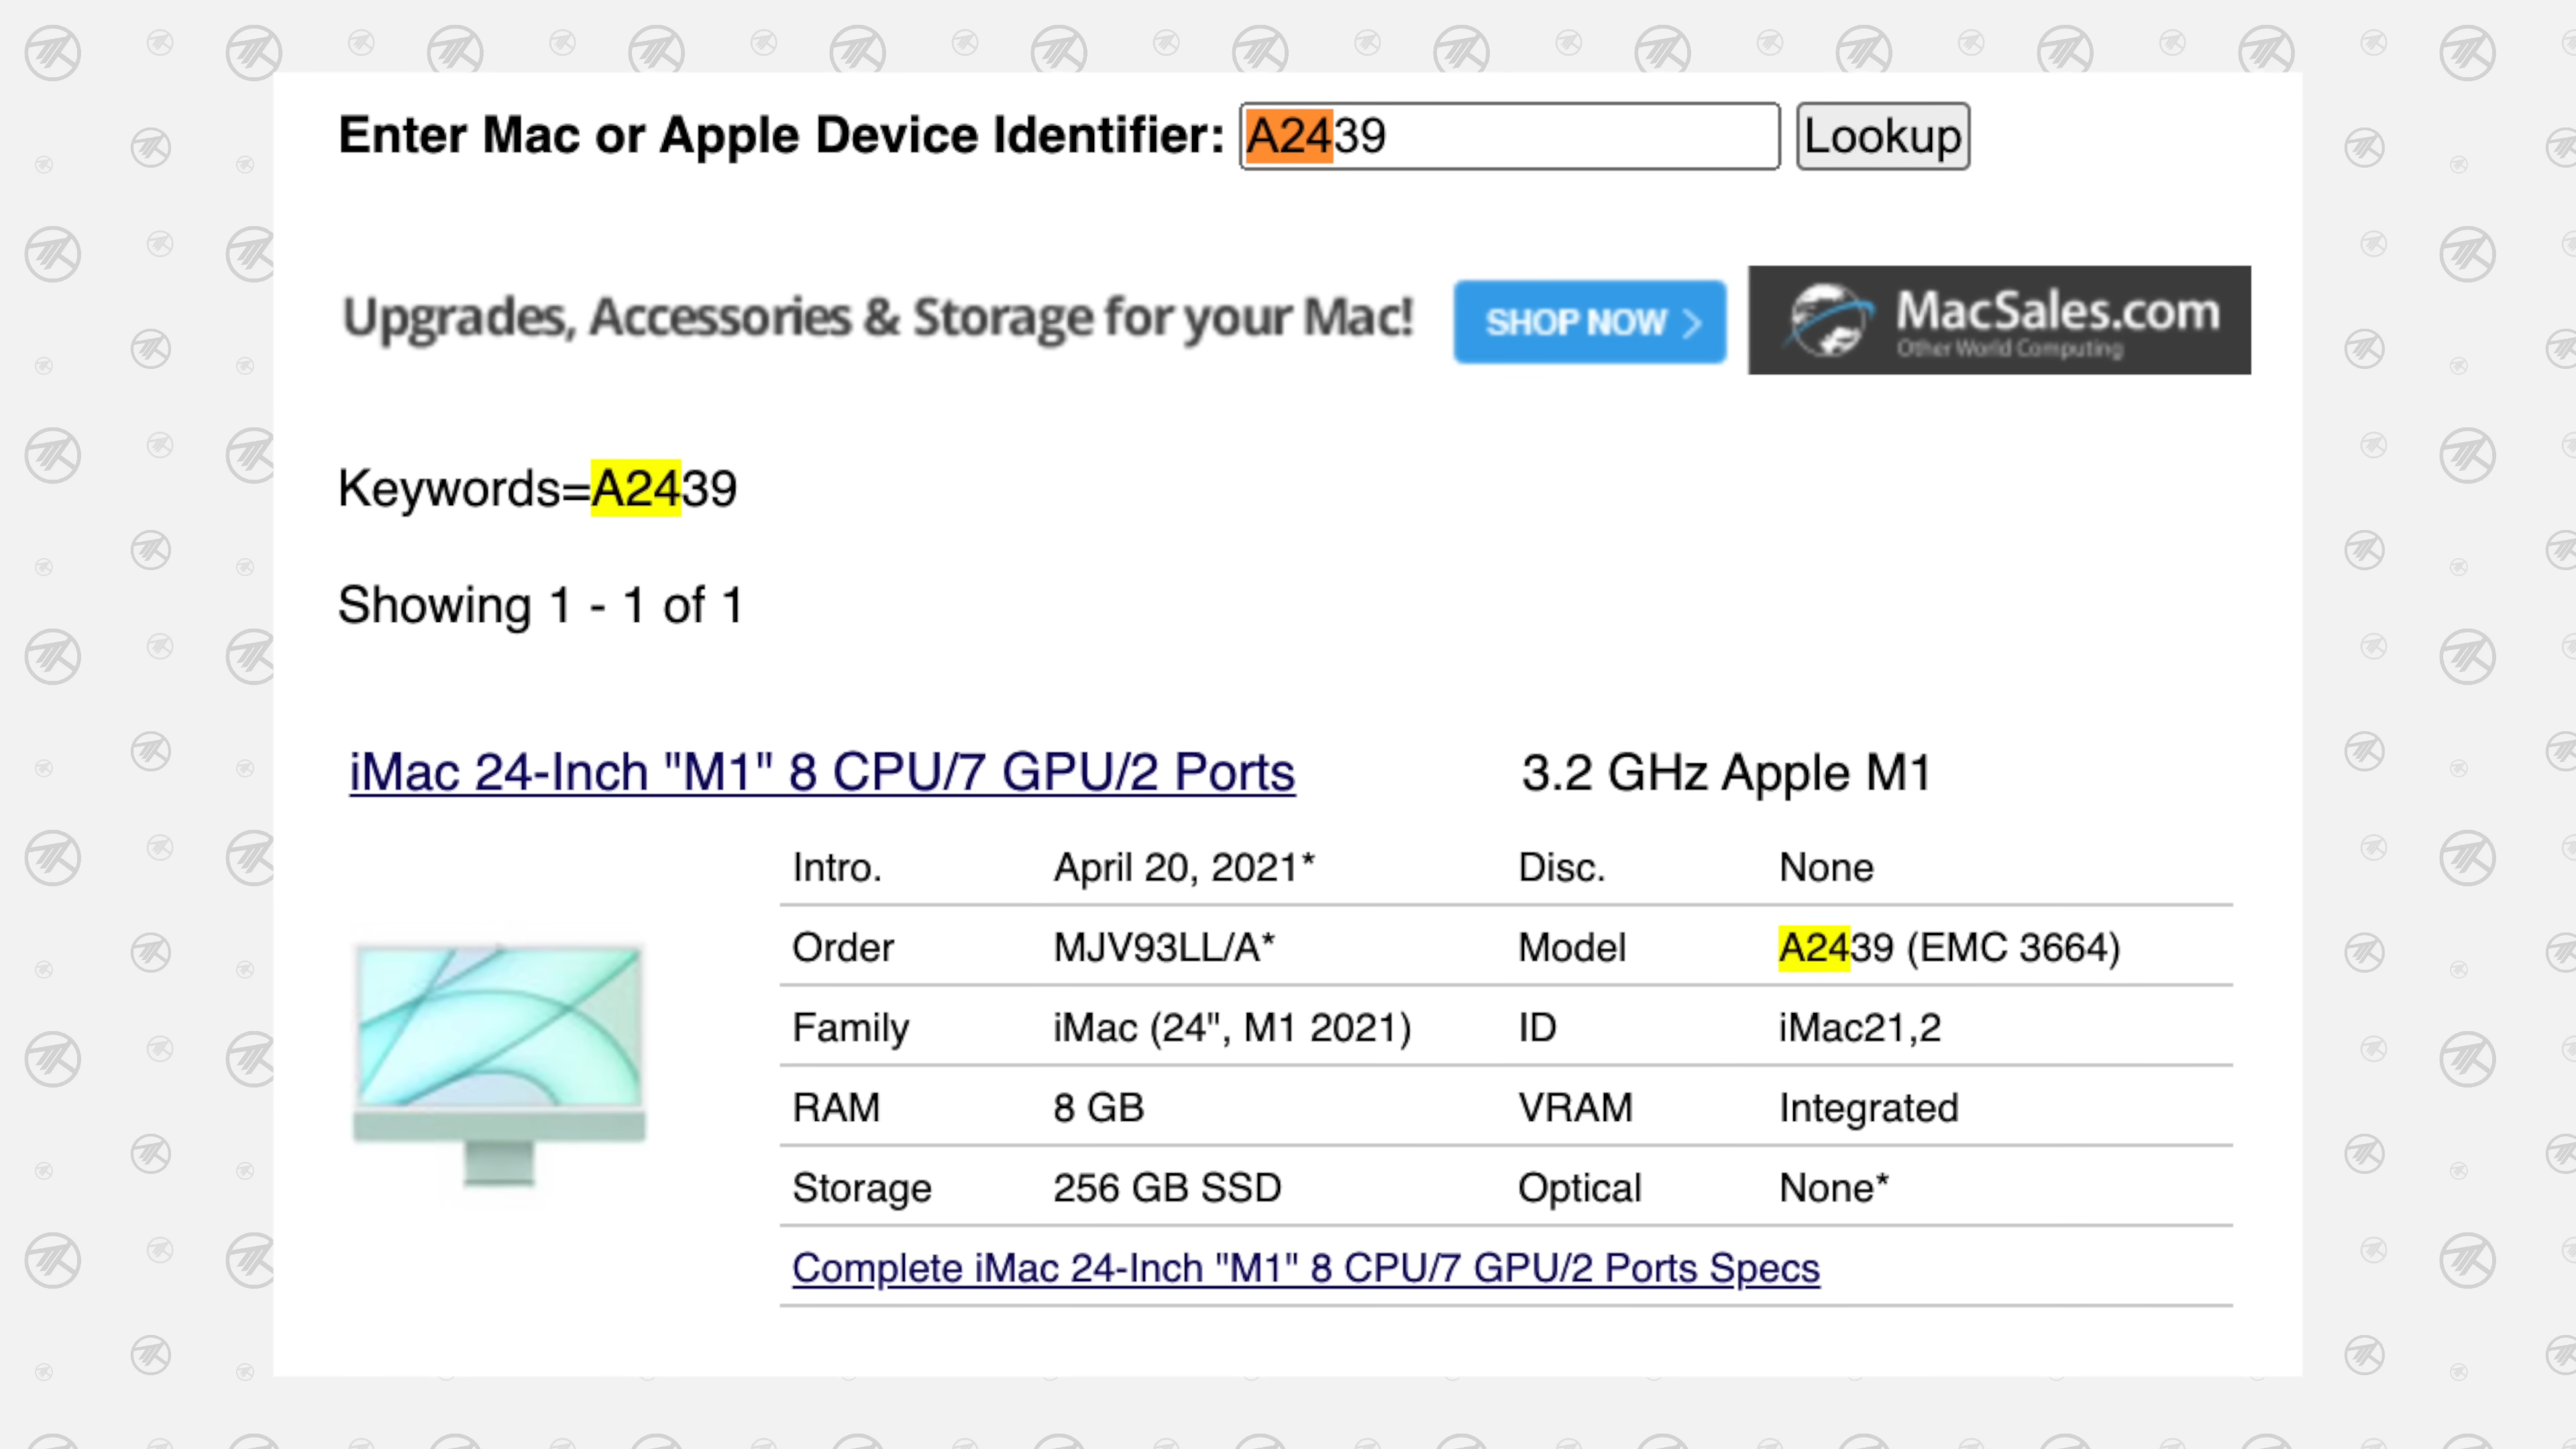 Enter Mac or Apple Device Identifier: A2439 Lookup
Upgrades, Accessories & Storage for your Mac! SHOP NOW MacSales.com
Other World Computing
Keywords=A2439
Showing 1 - 1 of 1
iMac 24-Inch "M1" 8 CPU/7 GPU/2 Ports 3.2 GHz Apple M1
Intro. April 20, 2021* Disc. None
Order MJV93LL/A* Model A2439 (EMC 3664)
Family iMac (24", M1 2021) ID iMac21,2
RAM 8 GB VRAM Integrated
Storage 256 GB SSD Optical None*
Complete iMac 24-Inch "M1" 8 CPU/7 GPU/2 Ports Specs